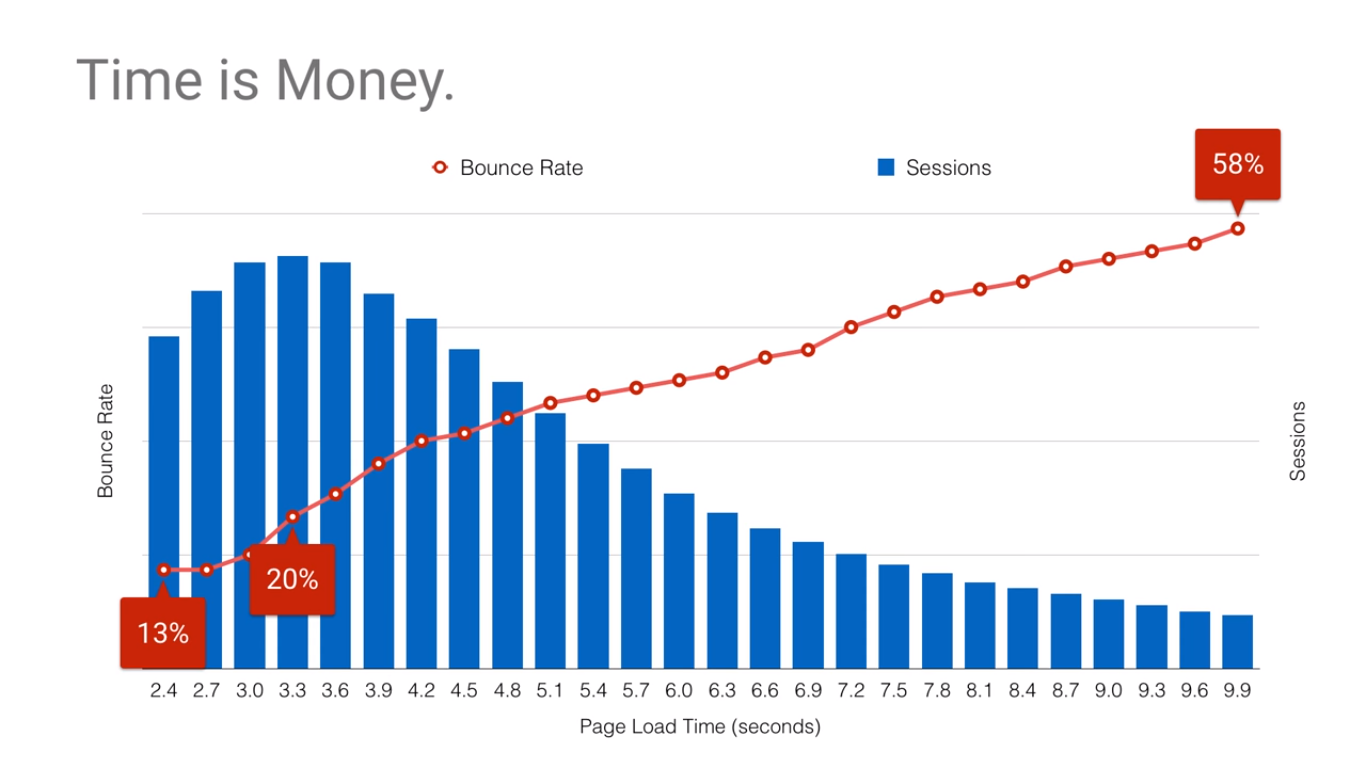 Time is Money.
Bounce Rate
Sessions
58%
Bounce Rate
Sessions
20%
13%
2.4 2.7 3.0 3.3 3.6 3.9 4.2 4.5 4.8 5.1 5.4 5.7 6.0 6.3 6.6 6.9 7.2 7.5 7.8 8.1 8.4 8.7 9.0 9.3 9.6 9.9
Page Load Time (seconds)